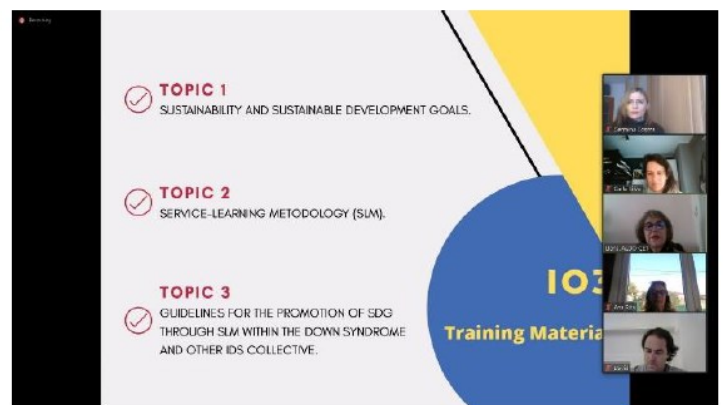 TOPIC 1
SUSTAINABILITY AND SUSTAINABLE DEVELOPMENT GOALS.
TOPIC 2
SERVICE-LEARNING METODOLOGY (SLM).
TOPIC 3
GUIDELINES FOR THE PROMOTION OF SDG
THROUGH SLM WITHIN THE DOWN SYNDROME
AND OTHER IDS COLLECTIVE.
IO3
Training Materia